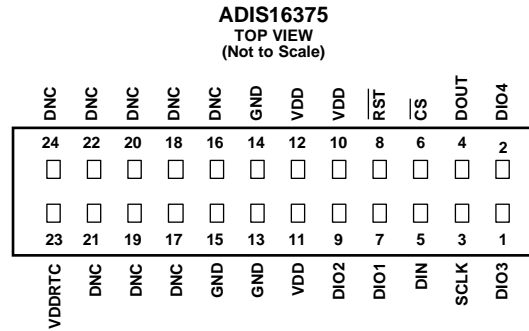 ADIS16375
TOP VIEW
(Not to Scale)
DNC DNC DNC DNC DNC GND VDD VDD RST CS DOUT DIO4
24 22 20 18 16 14 12 10 8 6 4 2
23 21 19 17 15 13 11 9 7 5 3 1
VDDRTC DNC DNC DNC GND GND VDD DIO2 DIO1 DIN SCLK DIO3